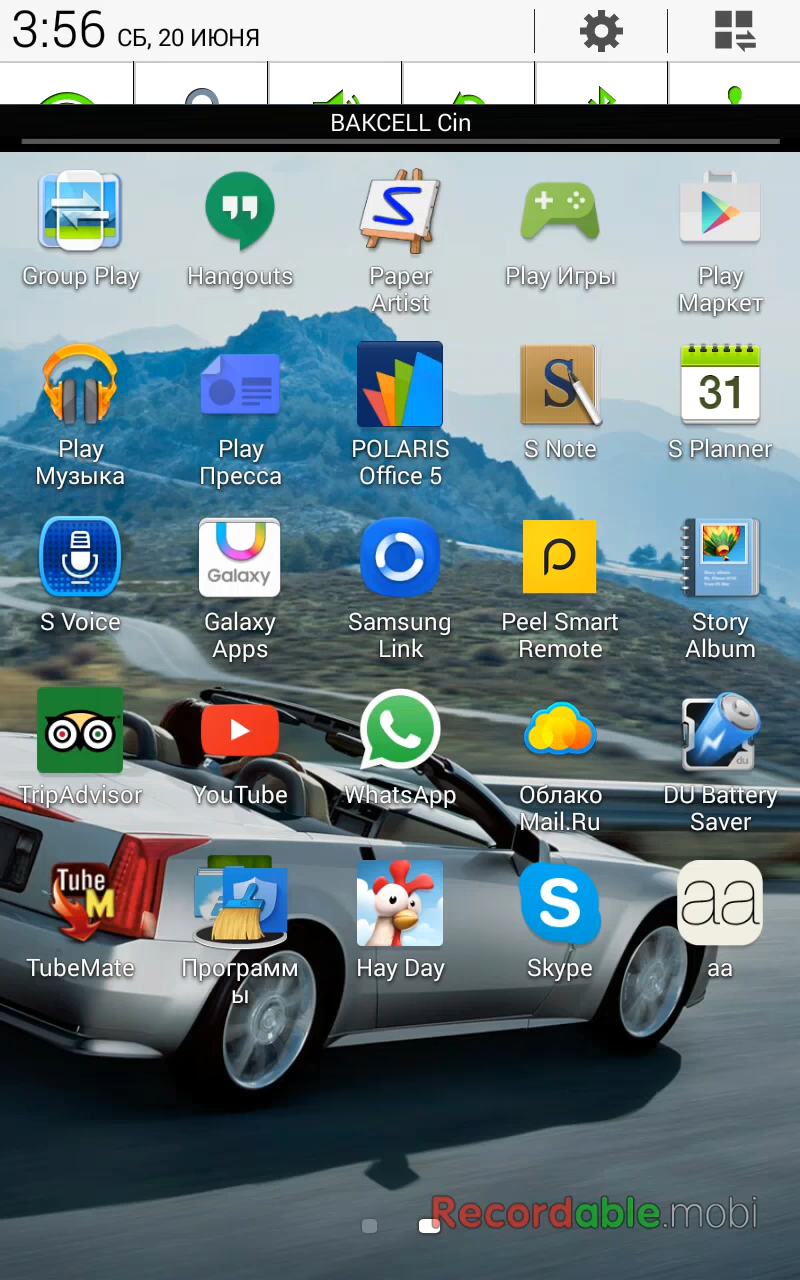 3:56 СБ, 20 ИЮНЯ
BAKCELL Cin
Group Play
Hangouts
Paper
Artist
Play Игры
Play
Маркет
Play
Музыка
Play
Пресса
POLARIS
Office 5
S
S Note
31
S Planner
S Voice
Galaxy
Galaxy
Apps
Samsung
Link
Peel Smart
Remote
Story
Album
TripAdvisor
YouTube
WhatsApp
Облако
Mail.Ru
du
DU Battery
Saver
Tube
M
TubeMate
Программ
ы
Hay Day
S
Skype
aa
aa
Recordable.mobi